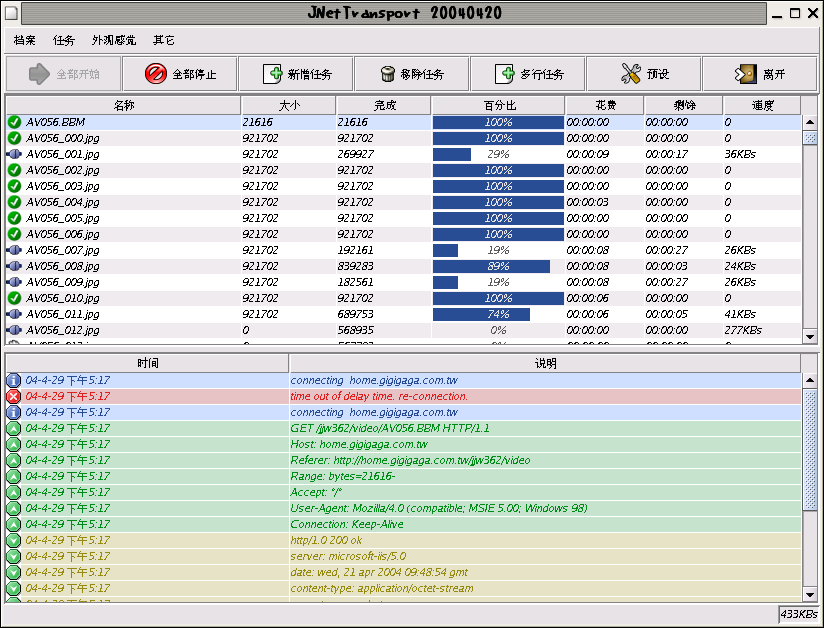 JNetTransport 20040420
档案 任务 外观感觉 其它
全部开始 全部停止 新增任务 移除任务 多行任务 预设 离开
名称 大小 完成 百分比 花费 剩馀 速度
AV056.BBM 21616 21616 100% 00:00:00 00:00:00 0
AV056_000.jpg 921702 921702 100% 00:00:00 00:00:00 0
AV056_001.jpg 921702 269927 29% 00:00:09 00:00:17 36KBs
AV056_002.jpg 921702 921702 100% 00:00:00 00:00:00 0
AV056_003.jpg 921702 921702 100% 00:00:00 00:00:00 0
AV056_004.jpg 921702 921702 100% 00:00:03 00:00:00 0
AV056_005.jpg 921702 921702 100% 00:00:00 00:00:00 0
AV056_006.jpg 921702 921702 100% 00:00:00 00:00:00 0
AV056_007.jpg 921702 192161 19% 00:00:08 00:00:27 26KBs
AV056_008.jpg 921702 839283 89% 00:00:08 00:00:03 24KBs
AV056_009.jpg 921702 182561 19% 00:00:08 00:00:27 26KBs
AV056_010.jpg 921702 921702 100% 00:00:06 00:00:00 0
AV056_011.jpg 921702 689753 74% 00:00:06 00:00:05 41KBs
AV056_012.jpg 0 568935 0% 00:00:00 00:00:00 277KBs
时间 说明
04-4-29 下午5:17 connecting home.gigigaga.com.tw
04-4-29 下午5:17 time out of delay time. re-connection.
04-4-29 下午5:17 connecting home.gigigaga.com.tw
04-4-29 下午5:17 GET /jjw362/video/AV056.BBM HTTP/1.1
04-4-29 下午5:17 Host: home.gigigaga.com.tw
04-4-29 下午5:17 Referer: http://home.gigigaga.com.tw/jjw362/video
04-4-29 下午5:17 Range: bytes=21616-
04-4-29 下午5:17 Accept: */*
04-4-29 下午5:17 User-Agent: Mozilla/4.0 (compatible; MSIE 5.00; Windows 98)
04-4-29 下午5:17 Connection: Keep-Alive
04-4-29 下午5:17 http/1.0 200 ok
04-4-29 下午5:17 server: microsoft-iis/5.0
04-4-29 下午5:17 date: wed, 21 apr 2004 09:48:54 gmt
04-4-29 下午5:17 content-type: application/octet-stream
433KBs